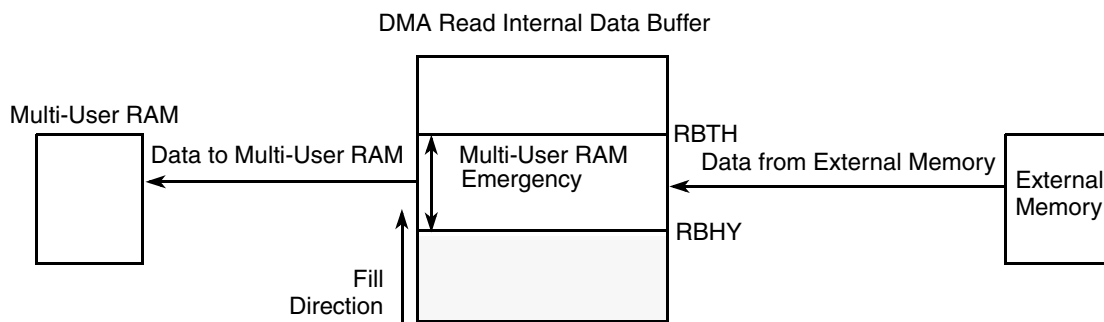 DMA Read Internal Data Buffer
Multi-User RAM
RBTH
Data to Multi-User RAM
Multi-User RAM
Emergency
Data from External Memory
External
Memory
RBHY
Fill
Direction